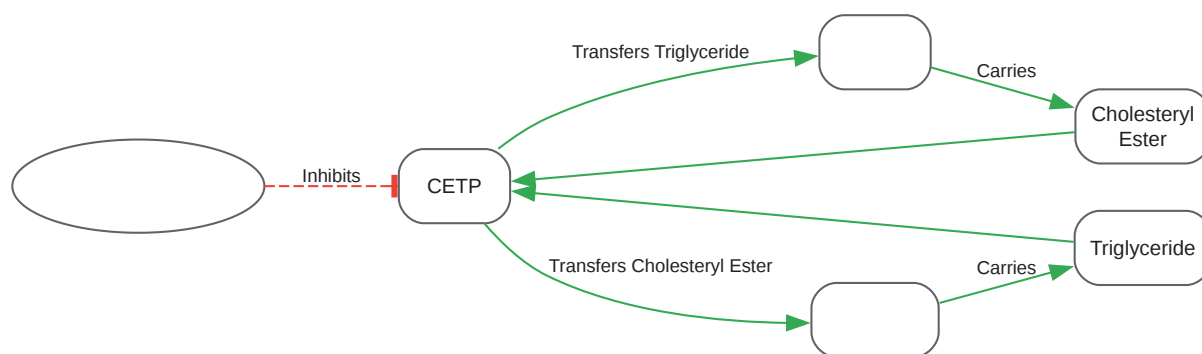 Transfers Triglyceride
Carries
Cholesteryl
Ester
Inhibits
CETP
Transfers Cholesteryl Ester
Carries
Triglyceride